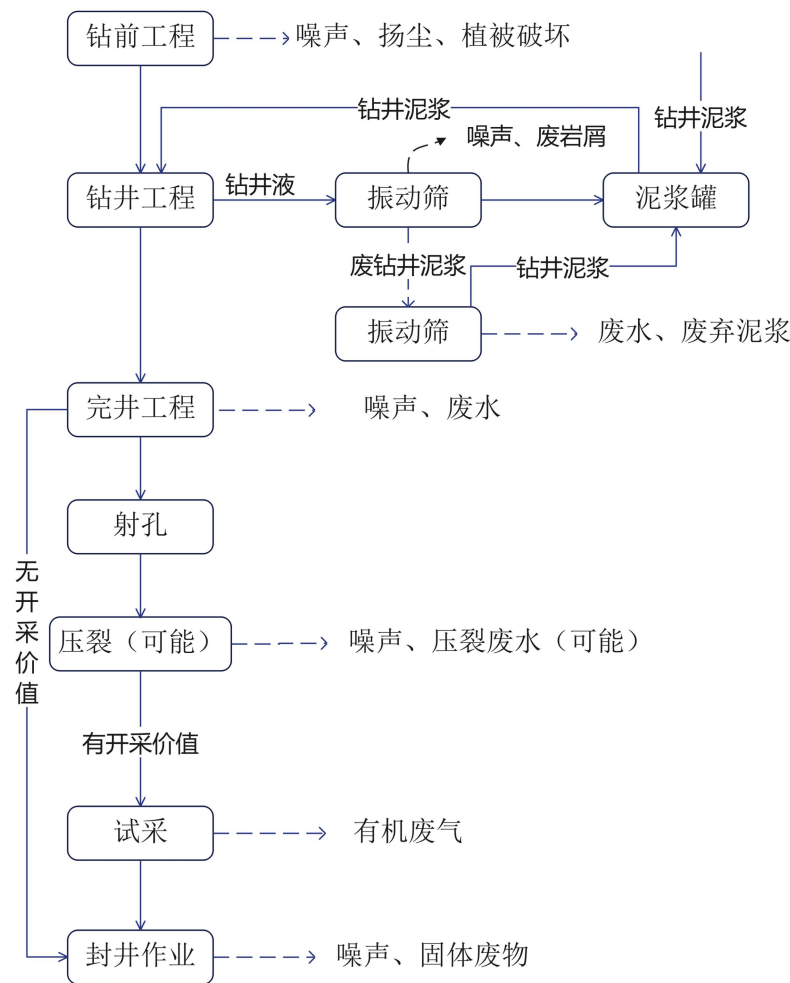 钻前工程
噪声、扬尘、植被破坏
钻井泥浆
钻井泥浆
噪声、废岩屑
钻井工程
钻井液
振动筛
泥浆罐
废钻井泥浆
钻井泥浆
振动筛
废水、废弃泥浆
完井工程
噪声、废水
射孔
无开采价值
压裂（可能）
噪声、压裂废水（可能）
有开采价值
试采
有机废气
封井作业
噪声、固体废物